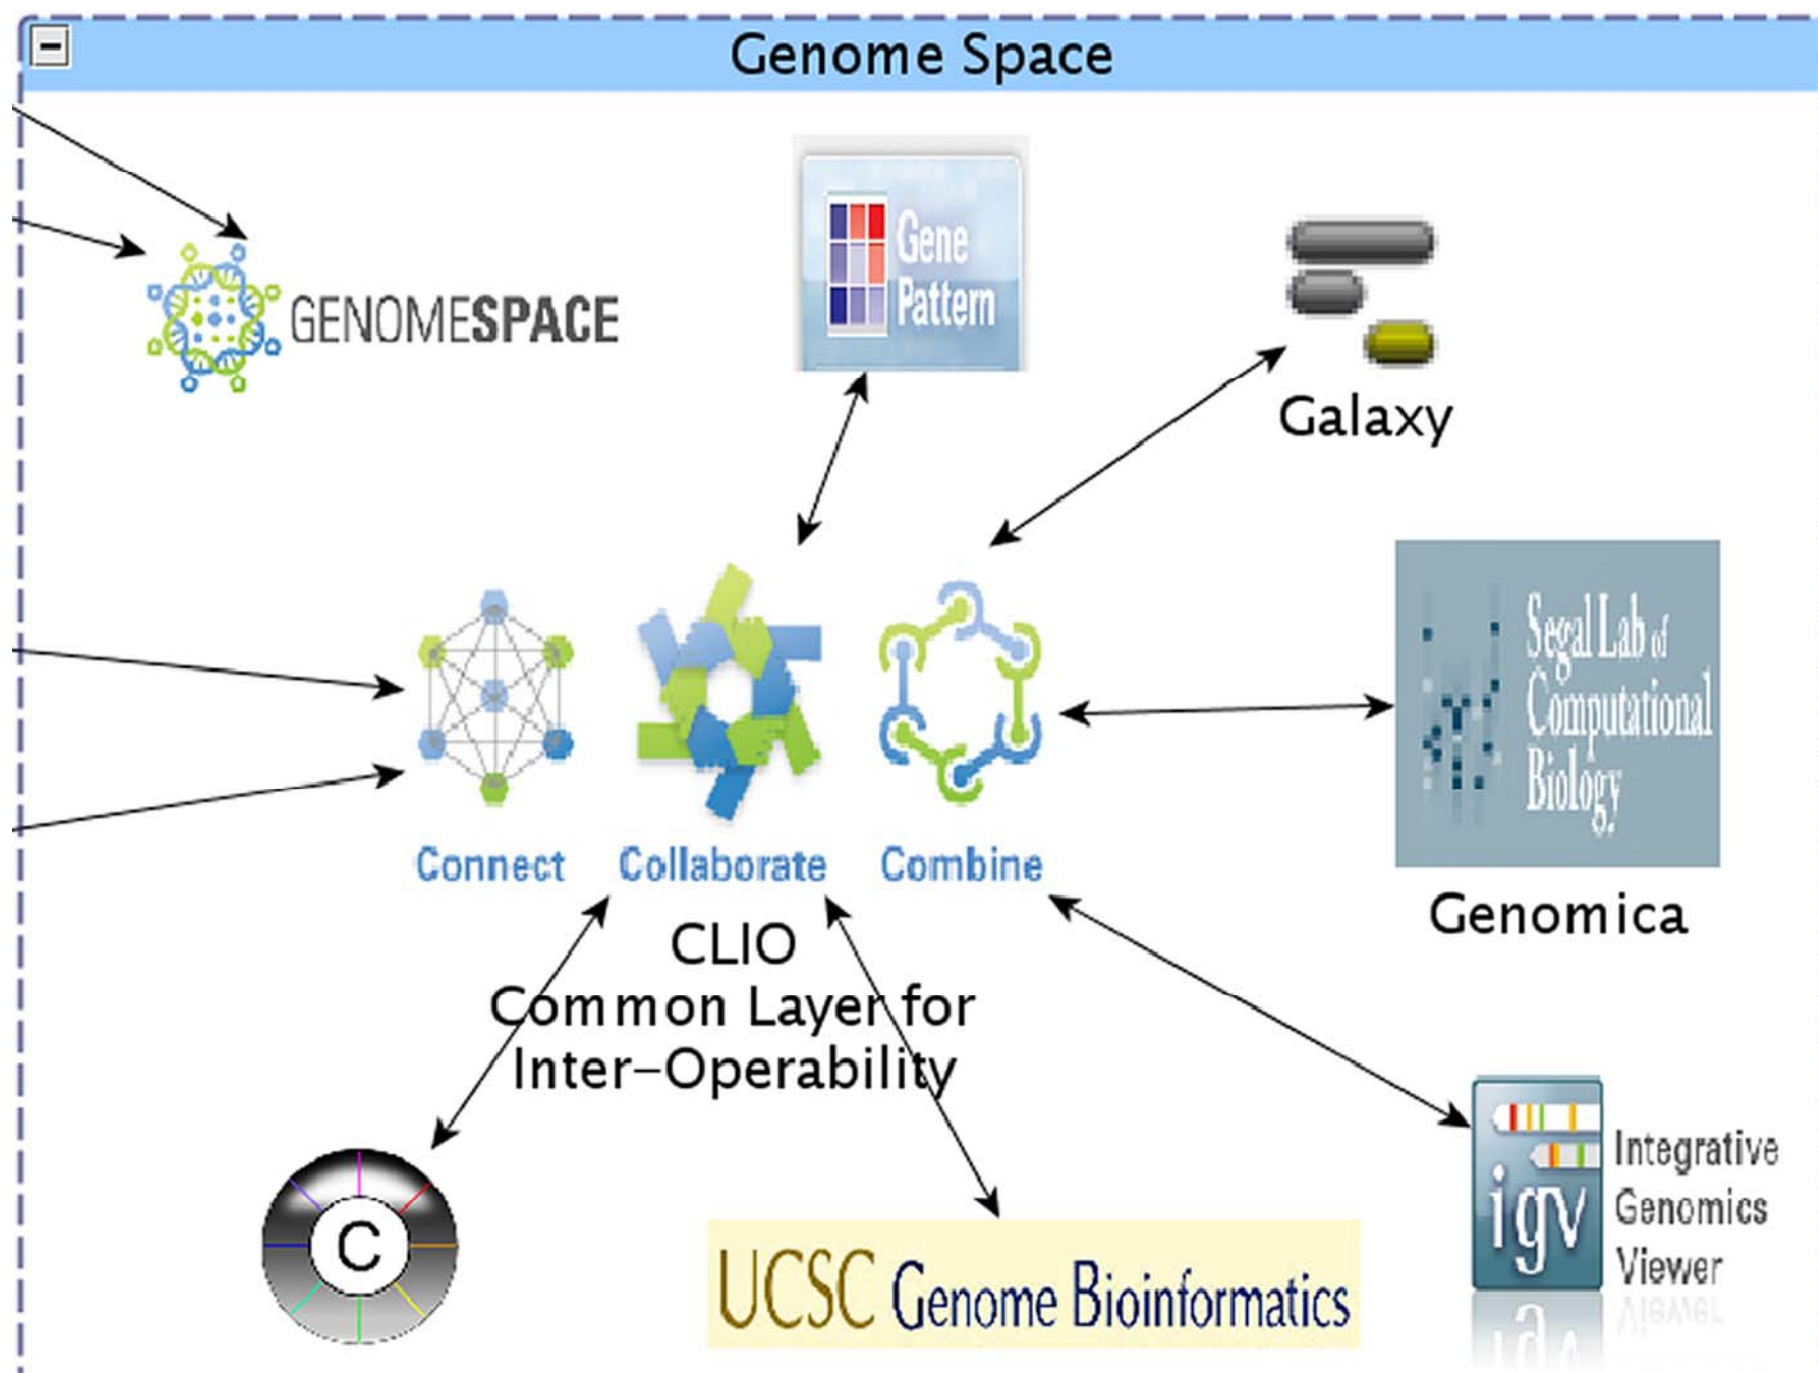 Genome Space
GENOMESPACE
Gene
Pattern
Galaxy
Segal Lab of
Computational
Biology
Genomica
Connect
Collaborate
Combine
CLIO
Common Layer for
Inter-Operability
C
UCSC Genome Bioinformatics
igv
Integrative
Genomics
Viewer